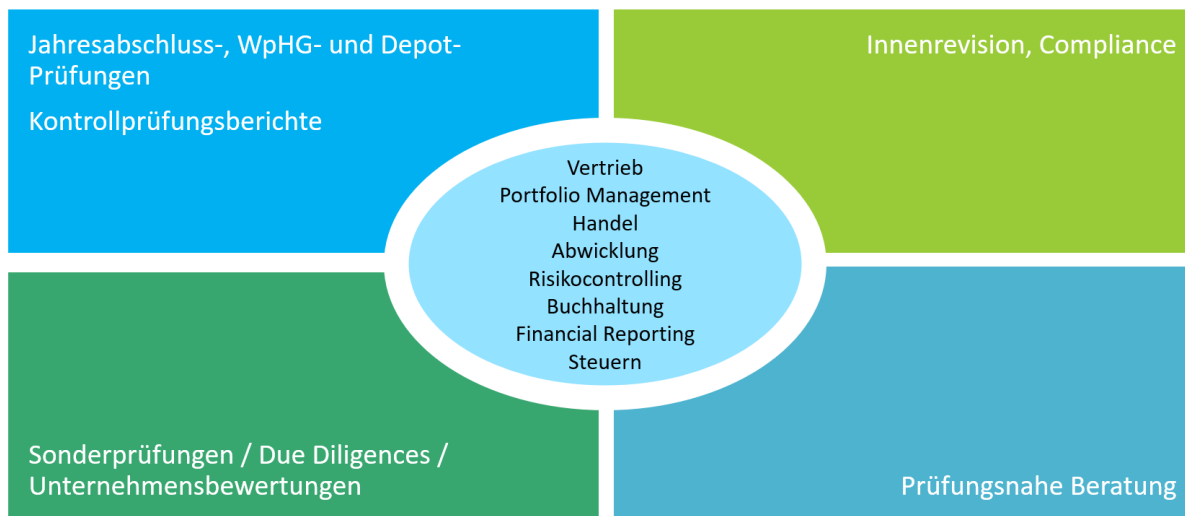 Jahresabschluss-, WpHG- und Depot-
Prüfungen
Kontrollprüfungsberichte
Innenrevision, Compliance
Vertrieb
Portfolio Management
Handel
Abwicklung
Risikocontrolling
Buchhaltung
Financial Reporting
Steuern
Sonderprüfungen / Due Diligences /
Unternehmensbewertungen
Prüfungsnahe Beratung